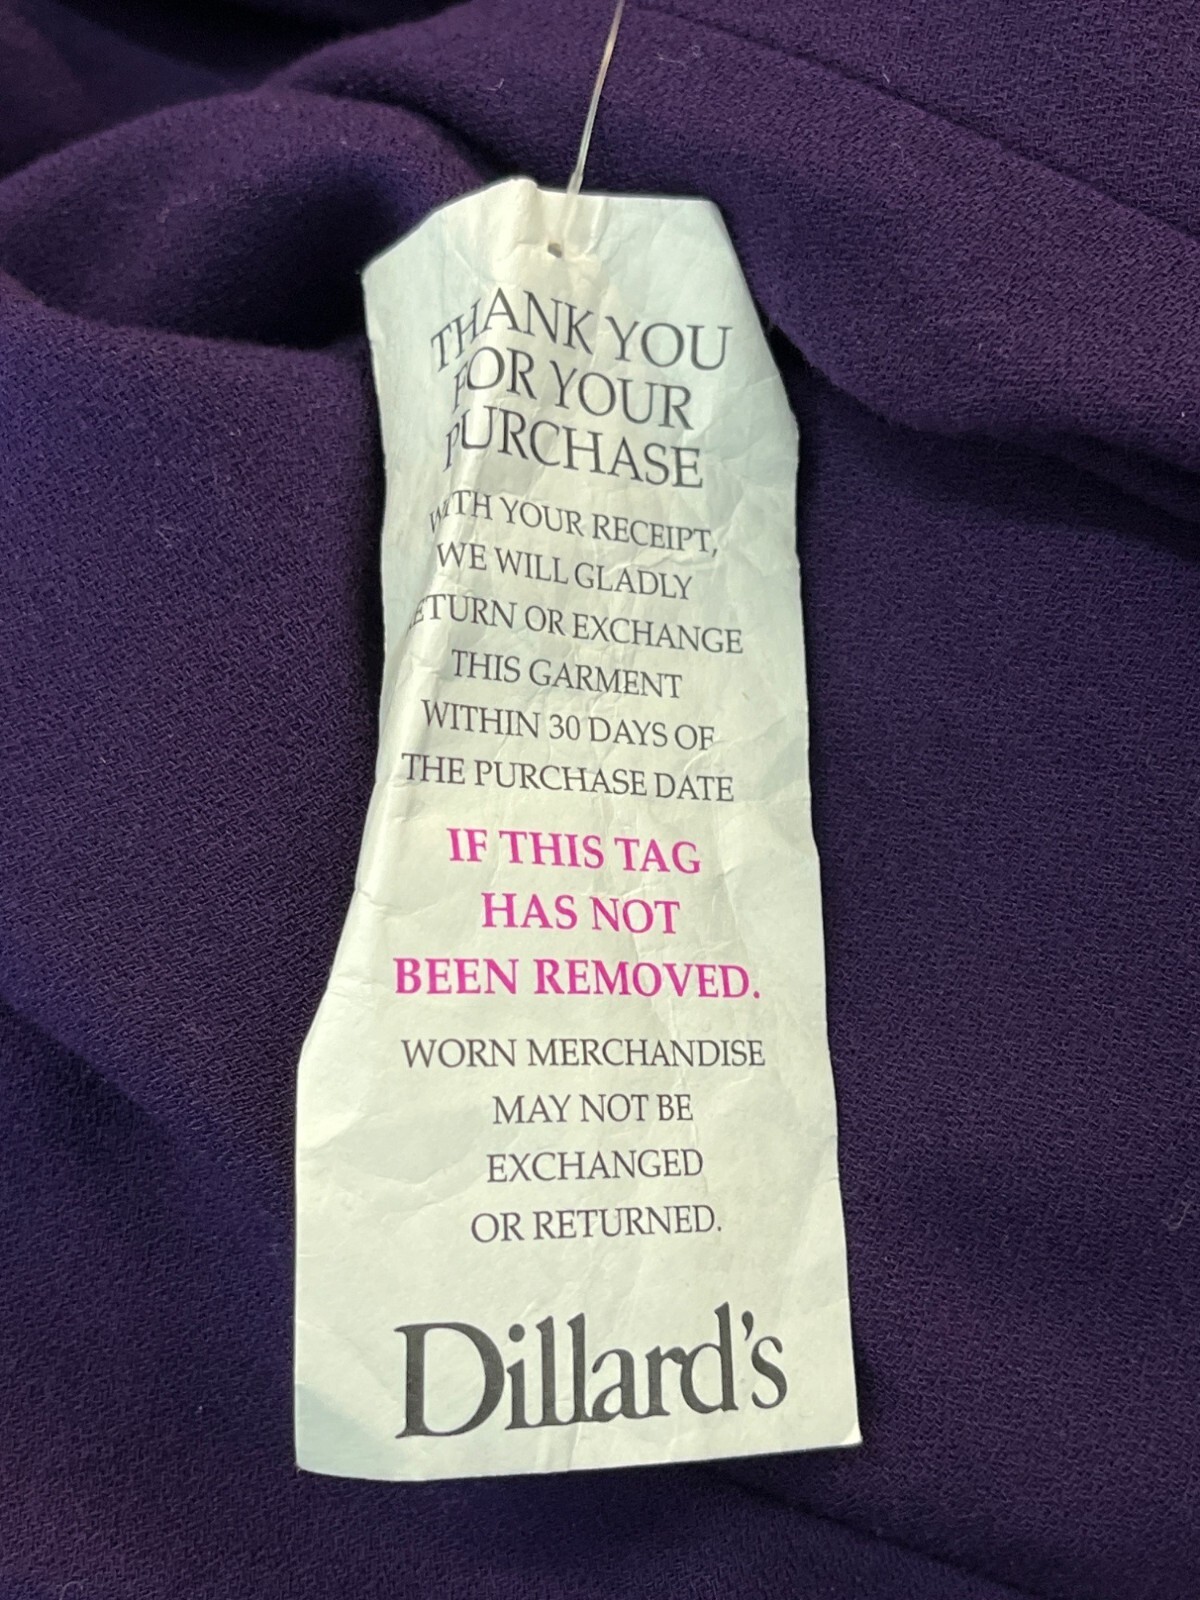 THANK YOU
FOR YOUR
PURCHASE
WITH YOUR RECEIPT,
WE WILL GLADLY
RETURN OR EXCHANGE
THIS GARMENT
WITHIN 30 DAYS OF
THE PURCHASE DATE
IF THIS TAG
HAS NOT
BEEN REMOVED.
WORN MERCHANDISE
MAY NOT BE
EXCHANGED
OR RETURNED.
Dillard's